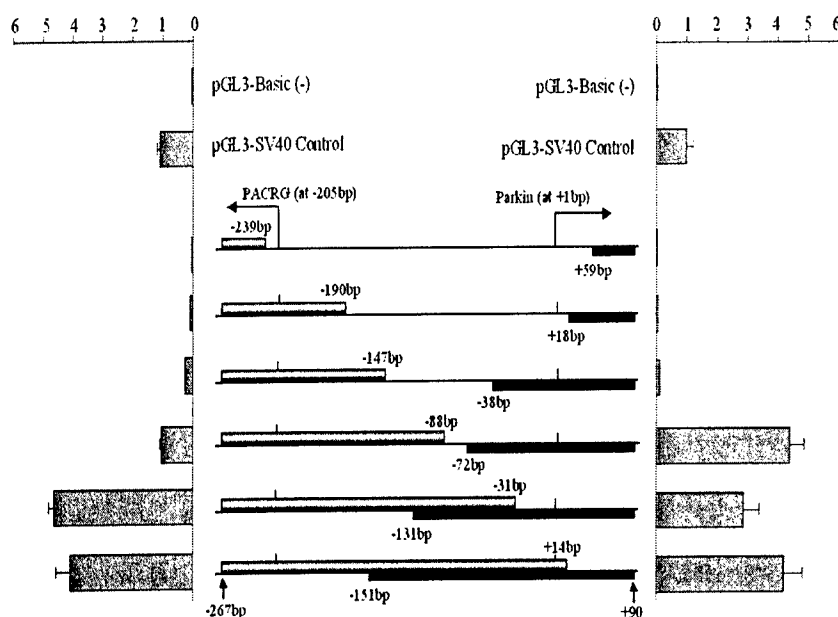 6 5 4 3 2 1 0 0 1 2 3 4 5 6
pGL3-Basic (-) pGL3-Basic (-)
pGL3-SV40 Control pGL3-SV40 Control
PACRG (at -205bp) Parkin (at +1bp)
-239bp
+59bp
-190bp
+18bp
-147bp
-38bp
-88bp
-72bp
-31bp
-131bp
+14bp
-151bp
-267bp +90